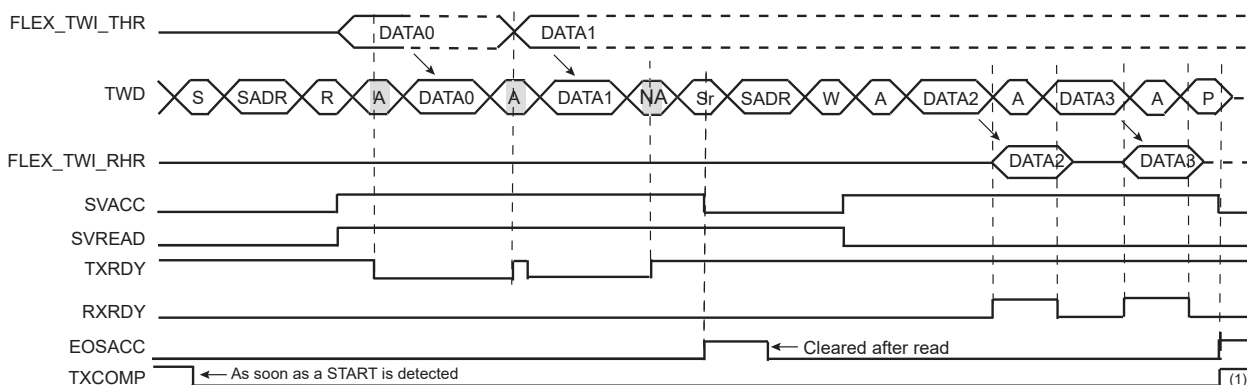 FLEX_TWI_THR DATA0 DATA1
TWD S SADR R A DATA0 A DATA1 NA Sr SADR W A DATA2 A DATA3 A P
FLEX_TWI_RHR DATA2 DATA3
SVACC
SVREAD
TXRDY
RXRDY
EOSACC Cleared after read
TXCOMP As soon as a START is detected (1)